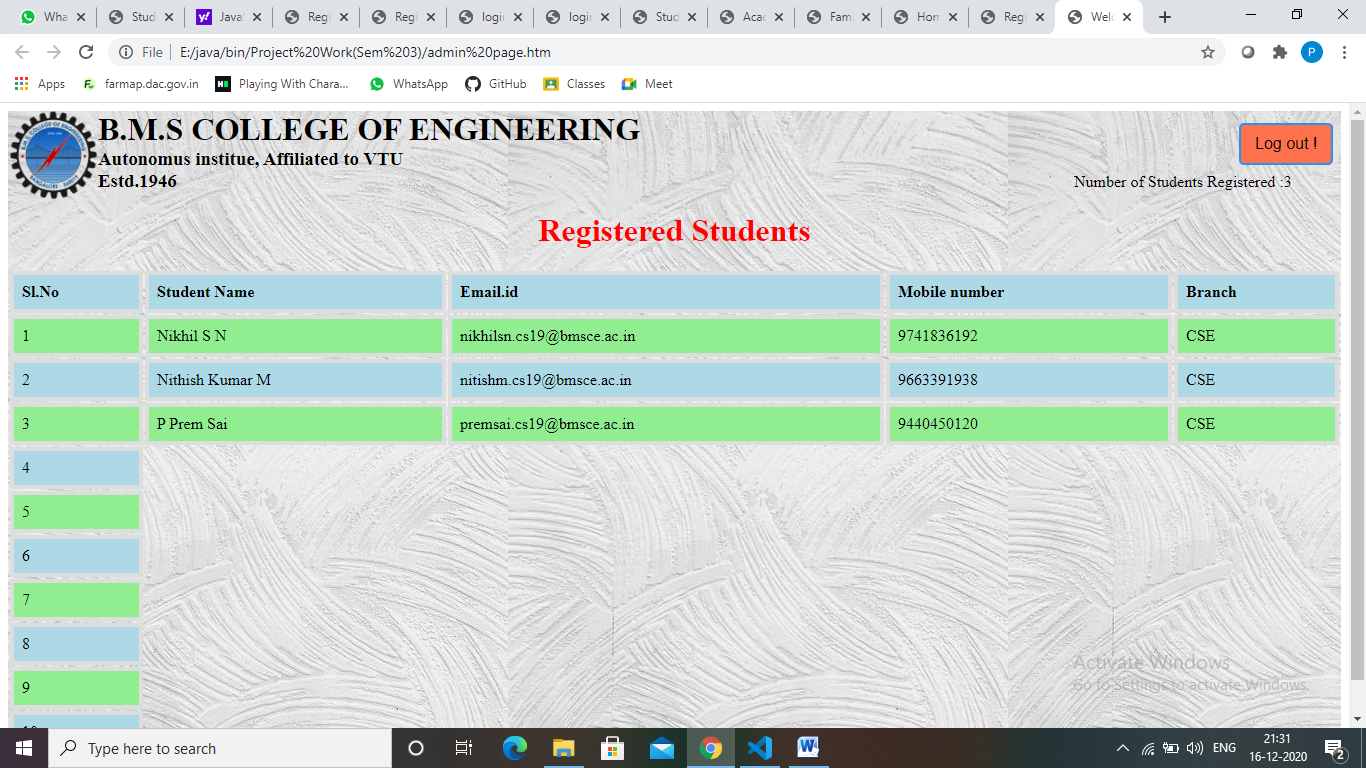 Wha
Stud
Java
Regi
Regi
login
login
Stud
Acad
Fam
Hom
Regi
Welc
File
E:/java/bin/Project%20Work(Sem%203)/admin%20page.htm
P
Apps
farmap.dac.gov.in
Playing With Chara...
WhatsApp
GitHub
Classes
Meet
B.M.S COLLEGE OF ENGINEERING
Autonomus institue, Affiliated to VTU
Estd.1946
Log out !
Number of Students Registered :3
Registered Students
Sl.No Student Name Email.id Mobile number Branch
1 Nikhil S N nikhilsn.cs19@bmsce.ac.in 9741836192 CSE
2 Nithish Kumar M nitishm.cs19@bmsce.ac.in 9663391938 CSE
3 P Prem Sai premsai.cs19@bmsce.ac.in 9440450120 CSE
4
5
6
7
8
9
Activate Windows
Go to Settings to activate Windows.
Type here to search
ENG
21:31
16-12-2020
2